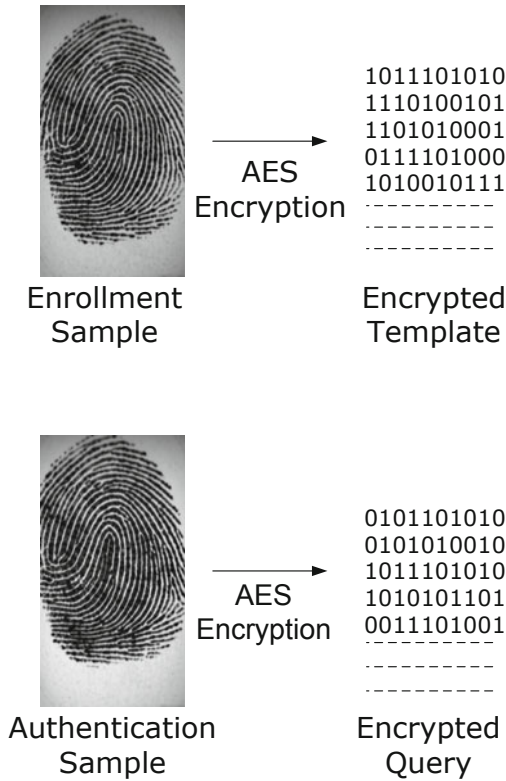 1011101010
1110100101
1101010001
0111101000
1010010111
AES
Encryption
Enrollment
Sample
Encrypted
Template
0101101010
0101010010
1011101010
1010101101
0011101001
AES
Encryption
Authentication
Sample
Encrypted
Query